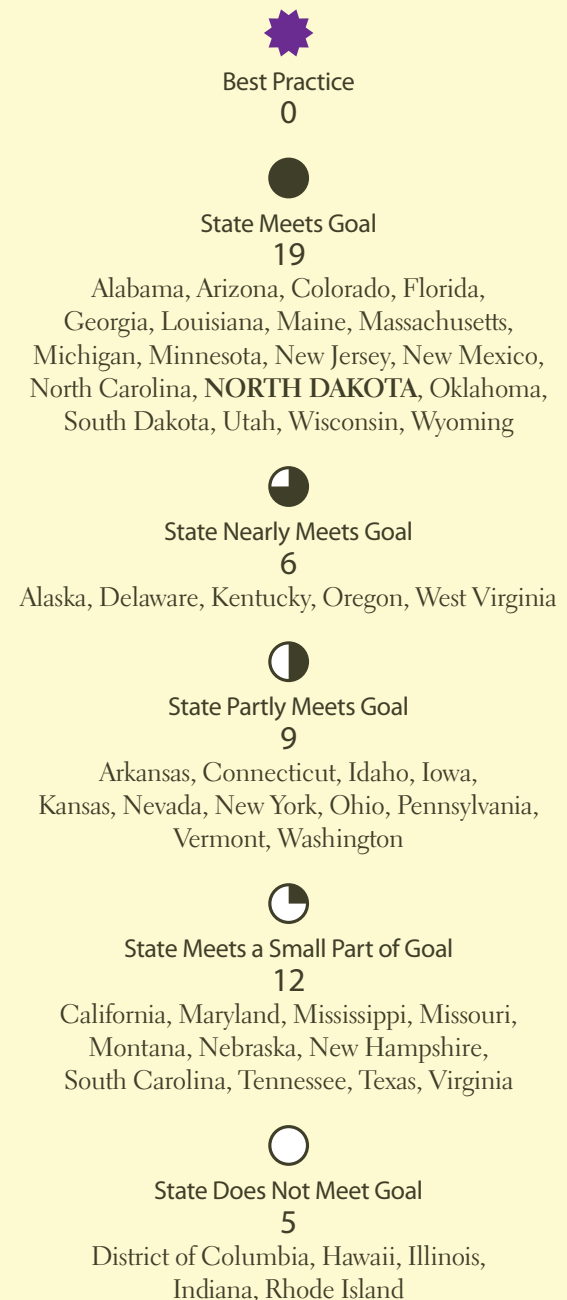 Best Practice
0
State Meets Goal
19
Alabama, Arizona, Colorado, Florida,
Georgia, Louisiana, Maine, Massachusetts,
Michigan, Minnesota, New Jersey, New Mexico,
North Carolina, NORTH DAKOTA, Oklahoma,
South Dakota, Utah, Wisconsin, Wyoming
State Nearly Meets Goal
6
Alaska, Delaware, Kentucky, Oregon, West Virginia
State Partly Meets Goal
9
Arkansas, Connecticut, Idaho, Iowa,
Kansas, Nevada, New York, Ohio, Pennsylvania,
Vermont, Washington
State Meets a Small Part of Goal
12
California, Maryland, Mississippi, Missouri,
Montana, Nebraska, New Hampshire,
South Carolina, Tennessee, Texas, Virginia
State Does Not Meet Goal
5
District of Columbia, Hawaii, Illinois,
Indiana, Rhode Island